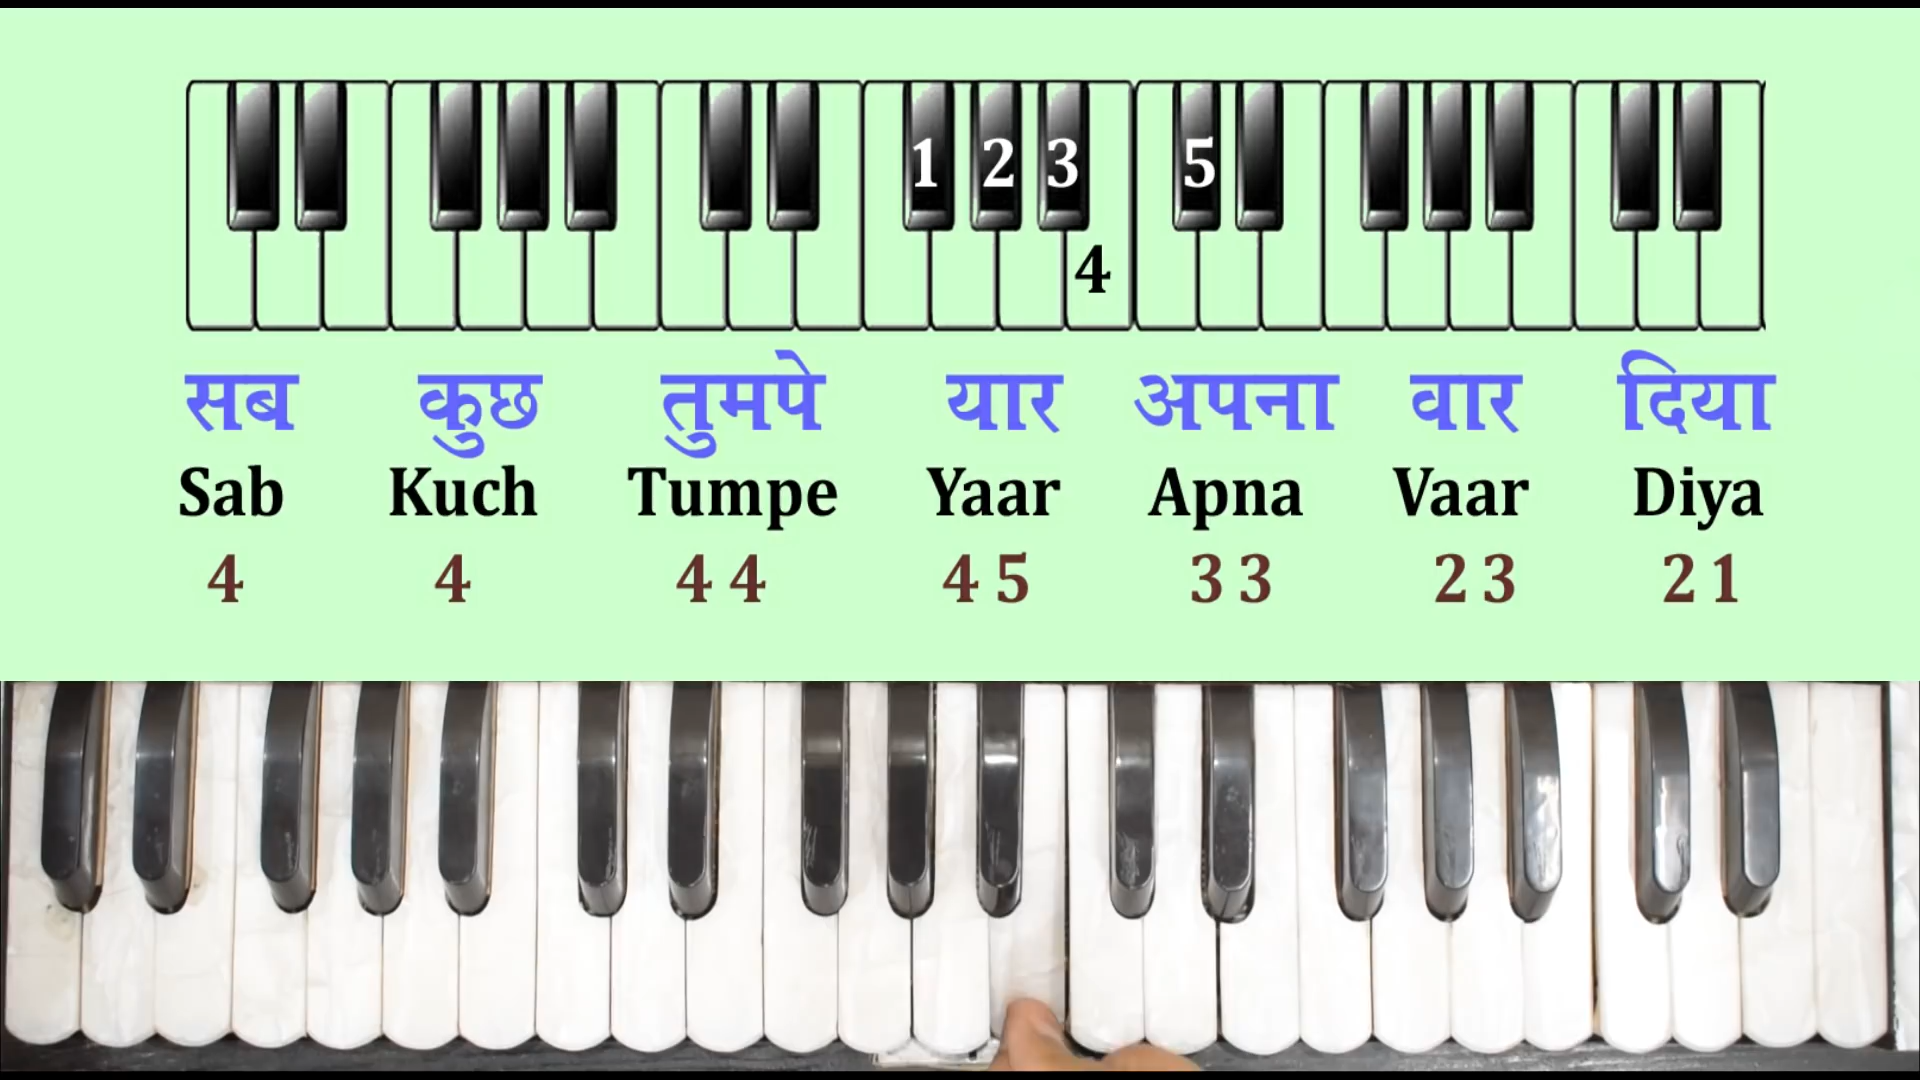 1 2 3 5
4
सब कुछ तुमपे यार अपना वार दिया
Sab Kuch Tumpe Yaar Apna Vaar Diya
4 4 4 4 4 5 3 3 2 3 2 1